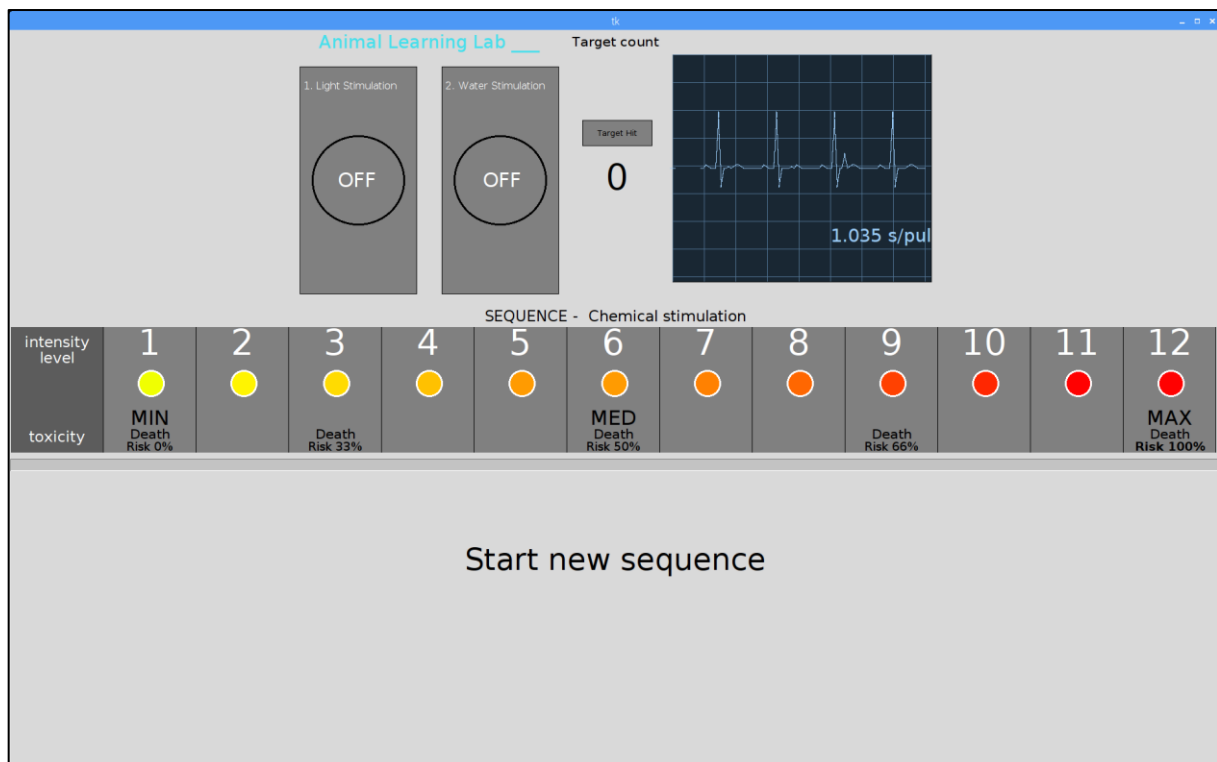 tk
Animal Learning Lab ___
Target count
1. Light Stimulation
2. Water Stimulation
Target Hit
OFF
OFF
0
1.035 s/pul
SEQUENCE - Chemical stimulation
intensity
level
1 2 3 4 5 6 7 8 9 10 11 12
toxicity
MIN
Death
Risk 0%
Death
Risk 33%
MED
Death
Risk 50%
Death
Risk 66%
MAX
Death
Risk 100%
Start new sequence